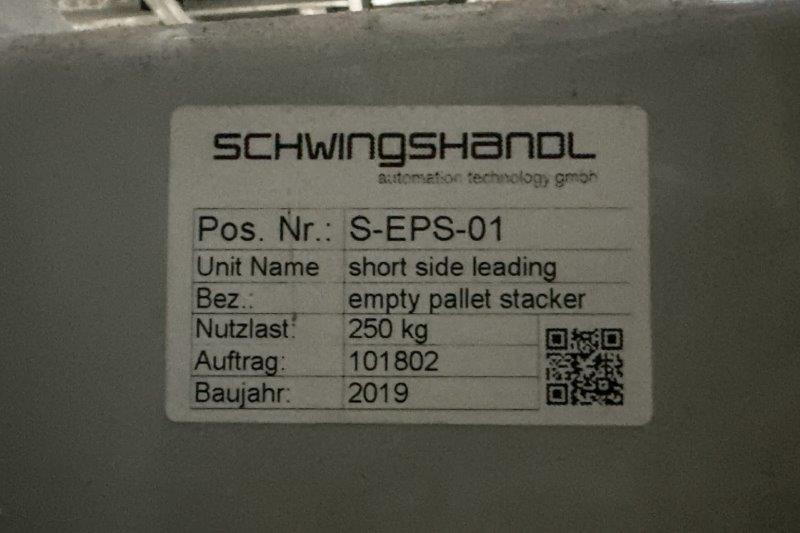 SCHWINGSHANDL
automation technology gmbh
Pos. Nr.: S-EPS-01
Unit Name short side leading
Bez.: empty pallet stacker
Nutzlast: 250 kg
Auftrag: 101802
Baujahr: 2019